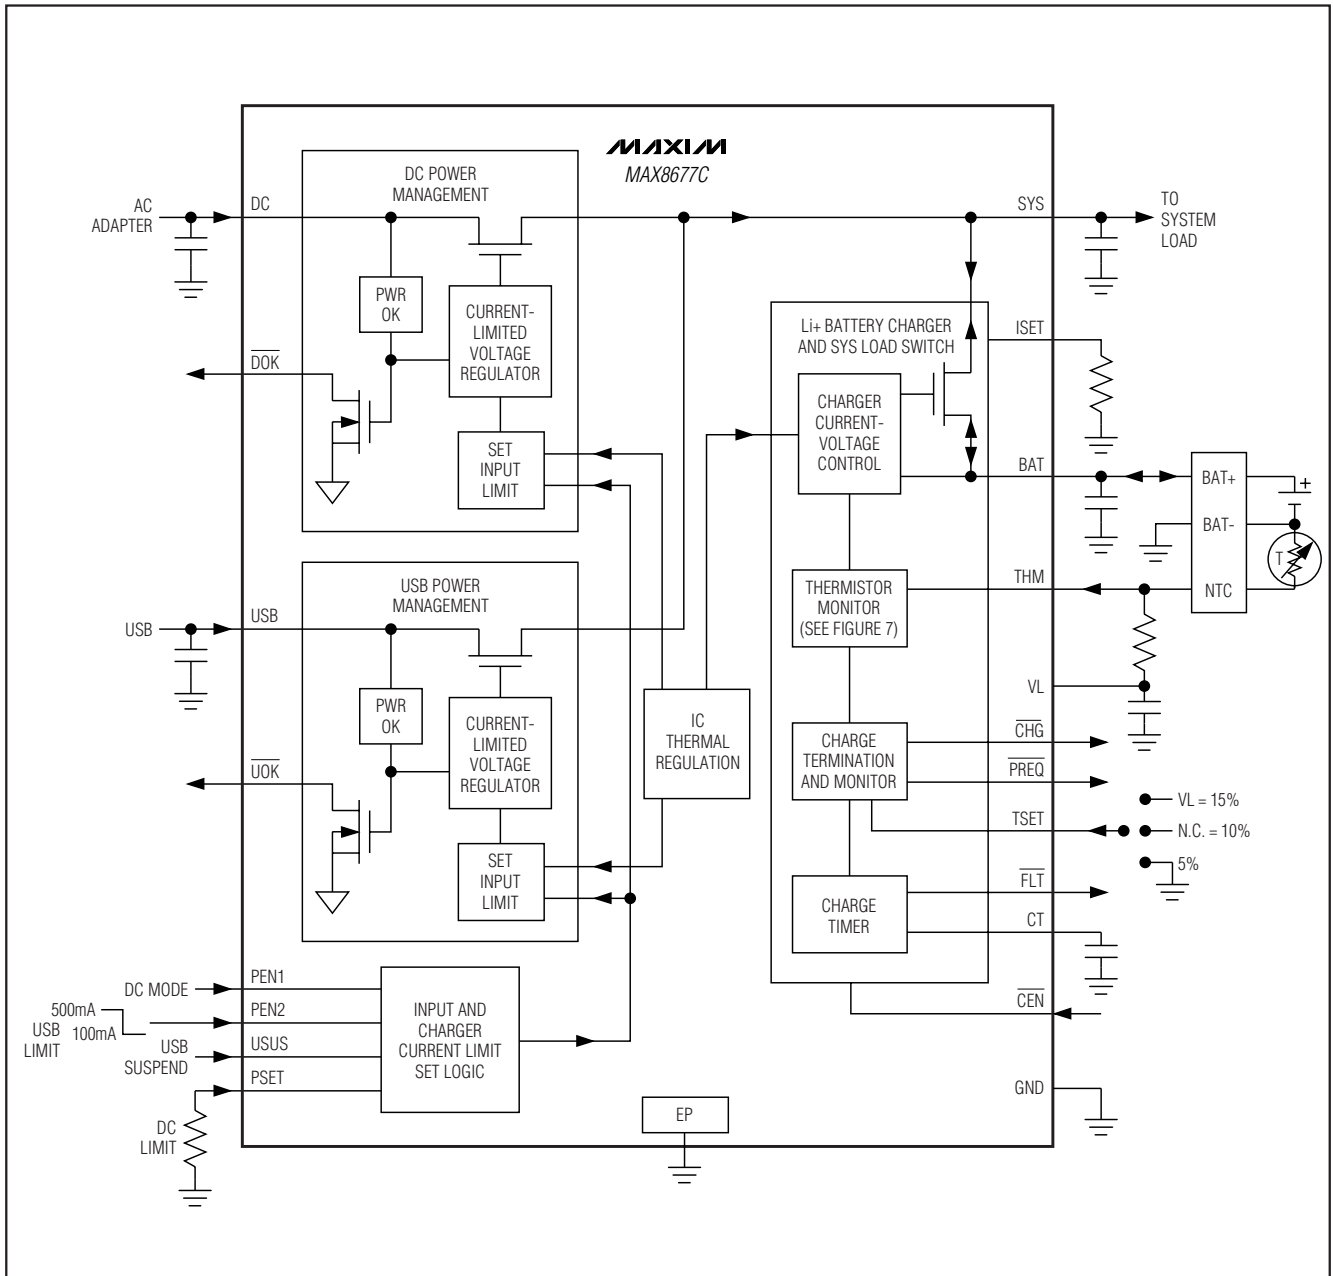 MAXIM
MAX8677C
DC POWER
MANAGEMENT
AC
ADAPTER
DC
SYS
TO
SYSTEM
LOAD
PWR
OK
CURRENT-
LIMITED
VOLTAGE
REGULATOR
DOK
SET
INPUT
LIMIT
Li+ BATTERY CHARGER
AND SYS LOAD SWITCH
ISET
CHARGER
CURRENT-
VOLTAGE
CONTROL
BAT
BAT+
+
BAT-
T
NTC
THM
THERMISTOR
MONITOR
(SEE FIGURE 7)
VL
USB POWER
MANAGEMENT
USB
USB
PWR
OK
CURRENT-
LIMITED
VOLTAGE
REGULATOR
UOK
SET
INPUT
LIMIT
IC
THERMAL
REGULATION
CHARGE
TERMINATION
AND MONITOR
CHG
PREQ
TSET
VL = 15%
N.C. = 10%
5%
CHARGE
TIMER
FLT
CT
CEN
DC MODE
PEN1
500mA
100mA
USB
LIMIT
PEN2
USB
SUSPEND
USUS
PSET
DC
LIMIT
INPUT AND
CHARGER
CURRENT LIMIT
SET LOGIC
EP
GND